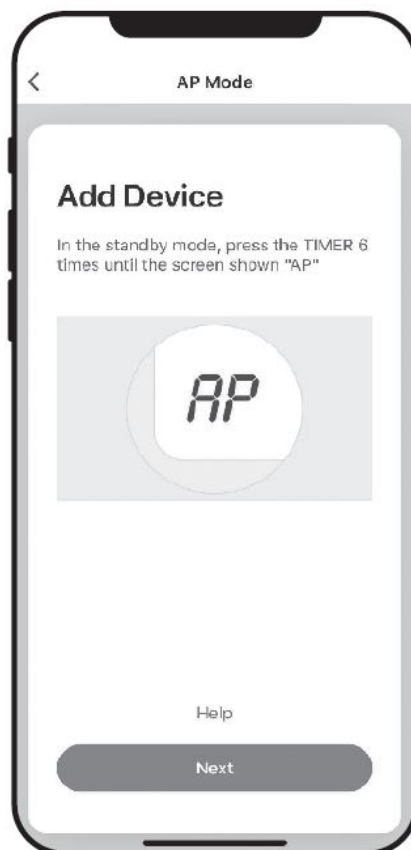 AP Mode
Add Device
In the standby mode, press the TIMER 6
times until the screen shown "AP"
AP
Help
Next